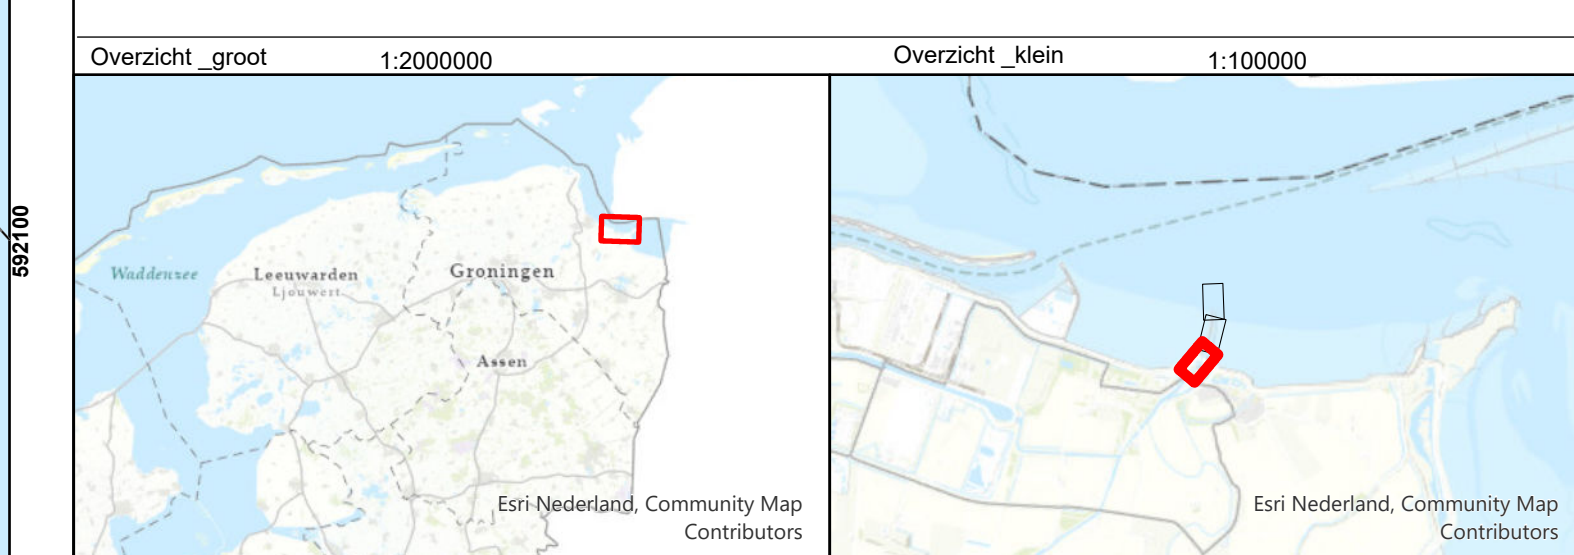 Overzicht _groot 1:2000000
Overzicht _klein 1:100000
592100
Waddenzee
Leeuwarden
Ljouwert
Groningen
Assen
Esri Nederland, Community Map
Contributors
Esri Nederland, Community Map
Contributors